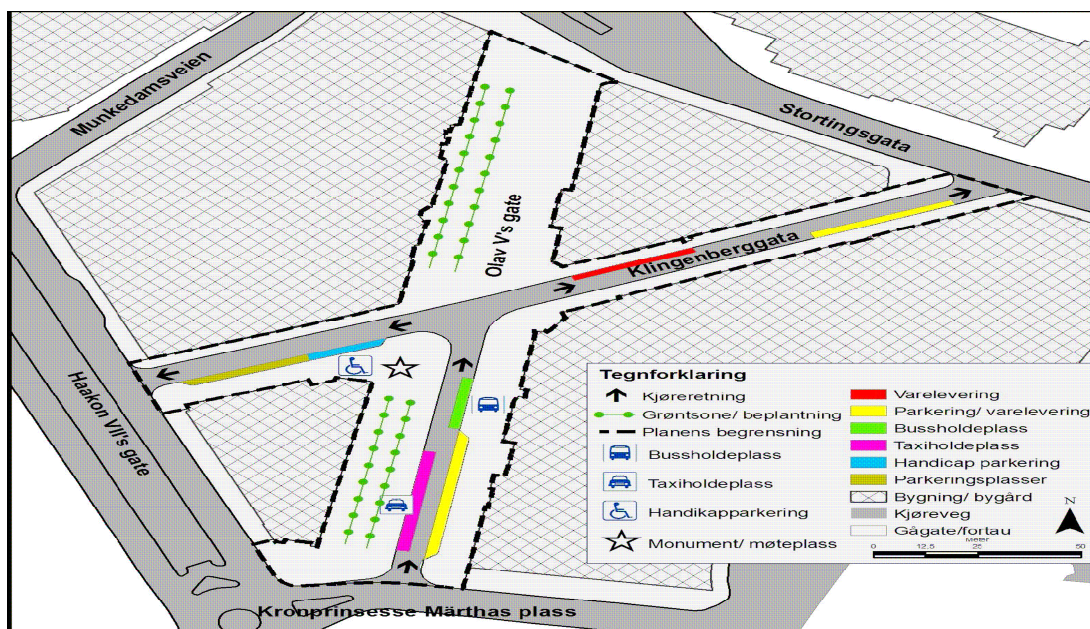 Munkedamsveien
Stortingsgata
Olav V's gate
Klingenberggata
Haakon VII's gate
Kronprinsesse Märthas plass
Tegnforklaring
Kjøreretning
Grøntsone/ beplantning
Planens begrensning
Bussholdeplass
Taxiholdeplass
Handikapparkering
Monument/ møteplass
Varelevering
Parkering/ varelevering
Bussholdeplass
Taxiholdeplass
Handicap parkering
Parkeringsplasser
Bygning/ bygård
Kjøreveg
Gågate/fortau
N
Meter
0 12,5 25 50